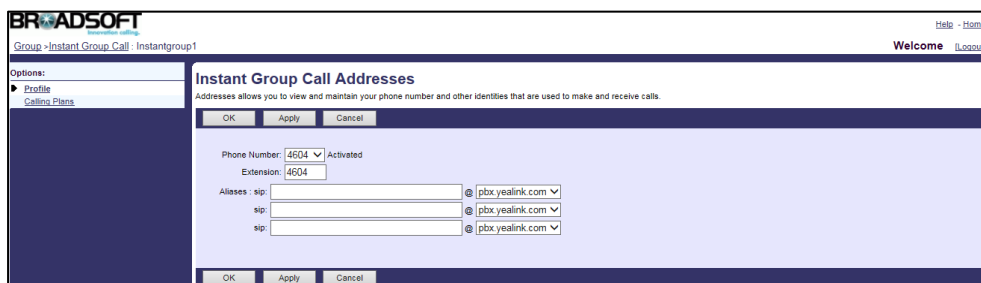 BROADSOFT
innovation calling.
Help - Hom
Group >Instant Group Call : Instantgroup1
Welcome [Logou
Options:
Profile
Calling Plans
Instant Group Call Addresses
Addresses allows you to view and maintain your phone number and other identities that are used to make and receive calls.
OK Apply Cancel
Phone Number: 4604 Activated
Extension: 4604
Aliases : sip: @ pbx.yealink.com
sip: @ pbx.yealink.com
sip: @ pbx.yealink.com
OK Apply Cancel